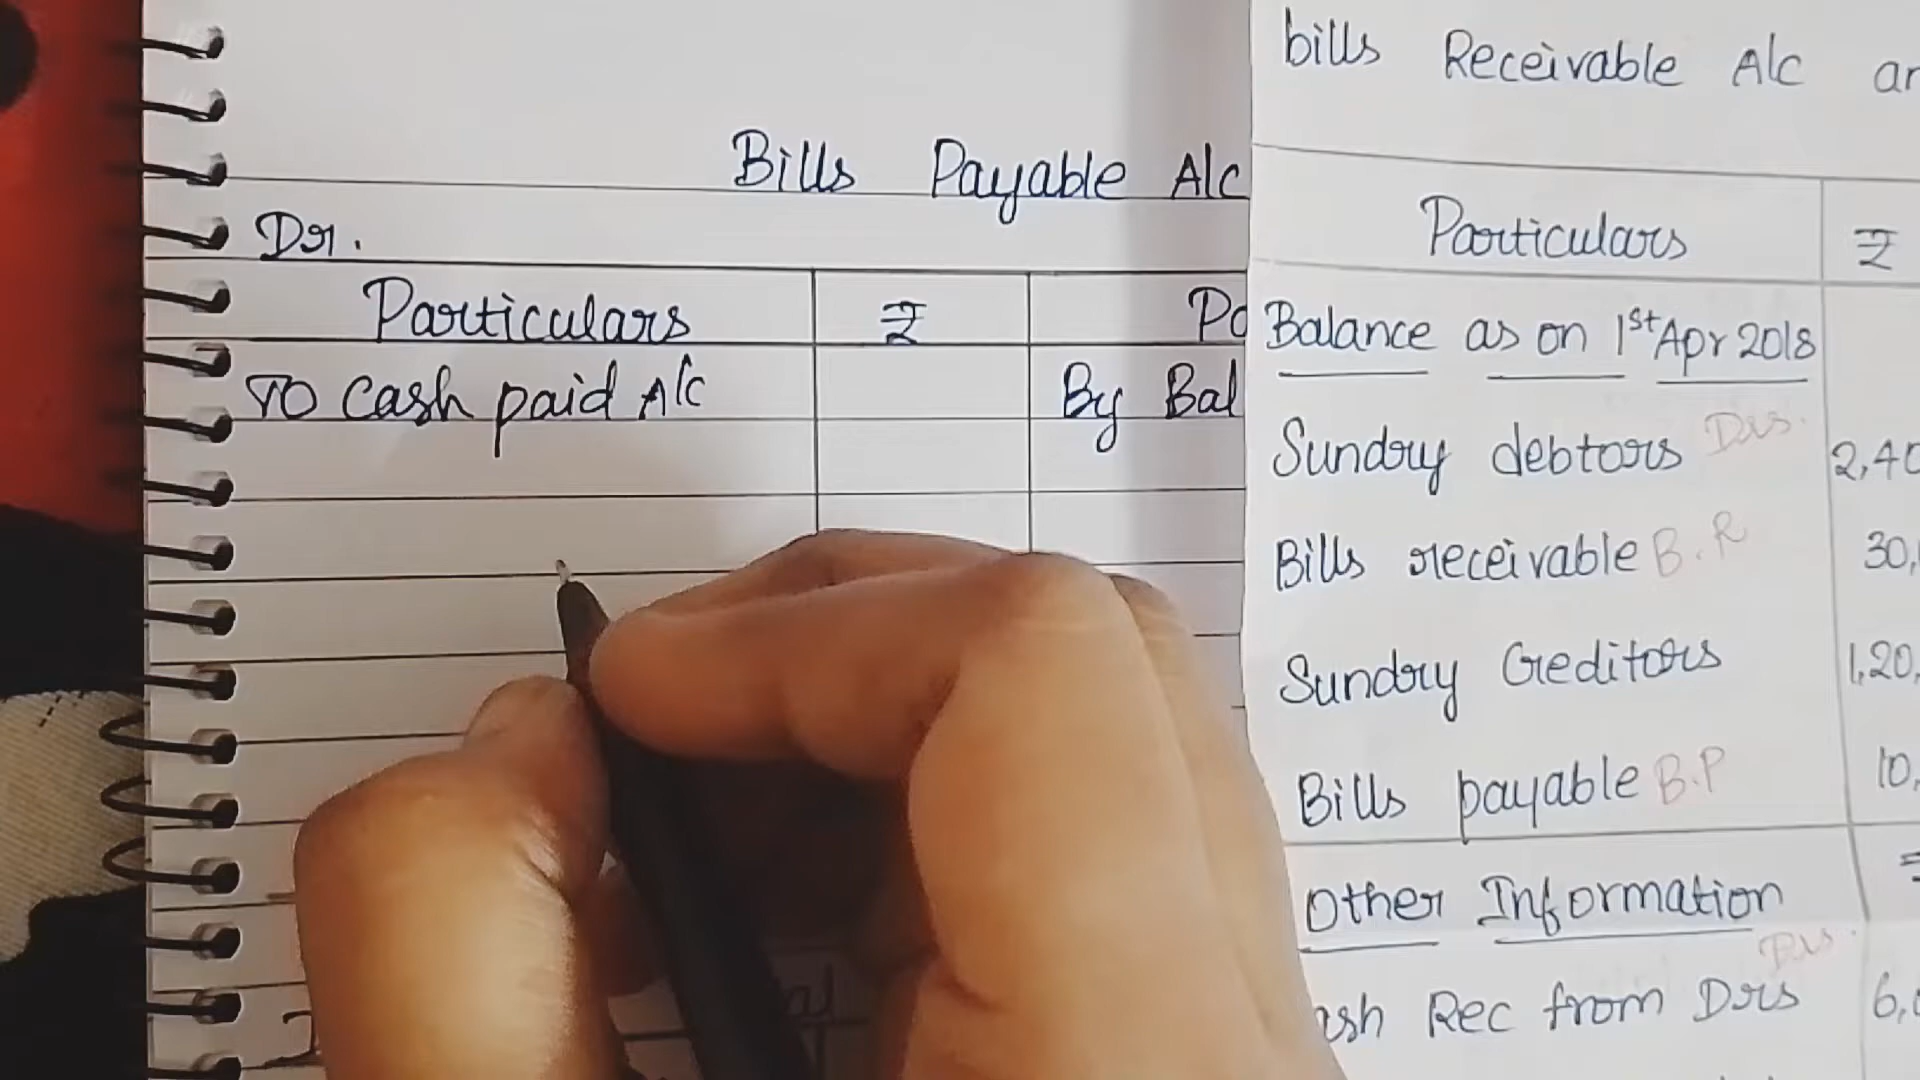 Bills Payable A/c
Dr.
Particulars ₹
To Cash paid A/c
By Bal
bills Receivable A/c
Particulars ₹
Balance as on 1st Apr 2018
Sundry debtors Drs. 2,40
Bills receivable B.R 30,
Sundry Creditors 1,20,
Bills payable B.P 10,
Other Information
Drs.
Rec from Drs 6,